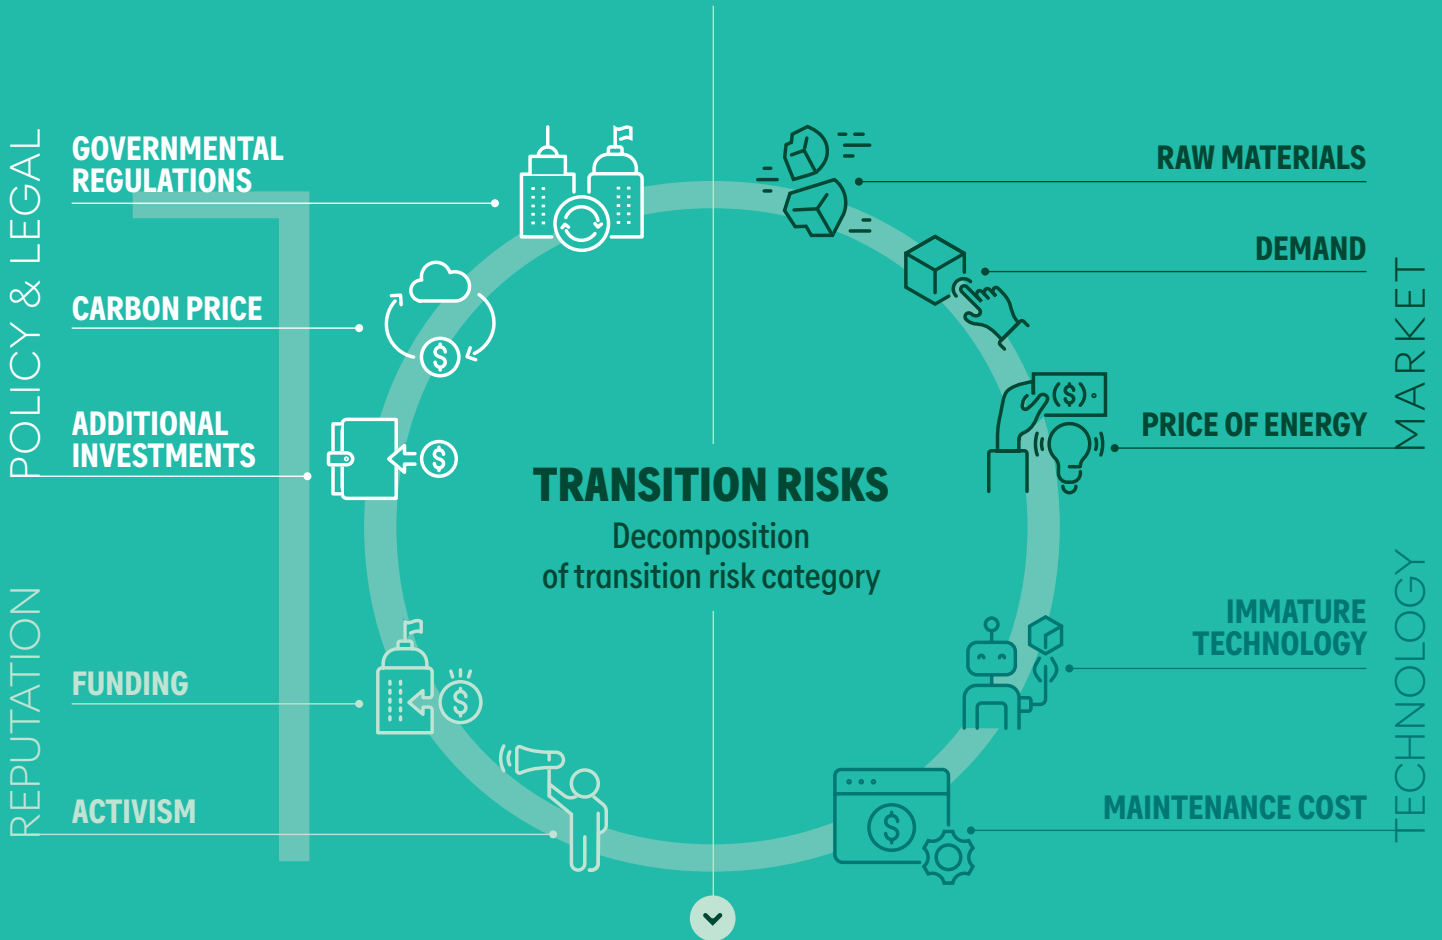 POLICY & LEGAL
GOVERNMENTAL
REGULATIONS
CARBON PRICE
$
ADDITIONAL
INVESTMENTS
$
REPUTATION
FUNDING
$
ACTIVISM
TRANSITION RISKS
Decomposition
of transition risk category
MARKET
RAW MATERIALS
DEMAND
PRICE OF ENERGY
($)
TECHNOLOGY
IMMATURE
TECHNOLOGY
MAINTENANCE COST
$